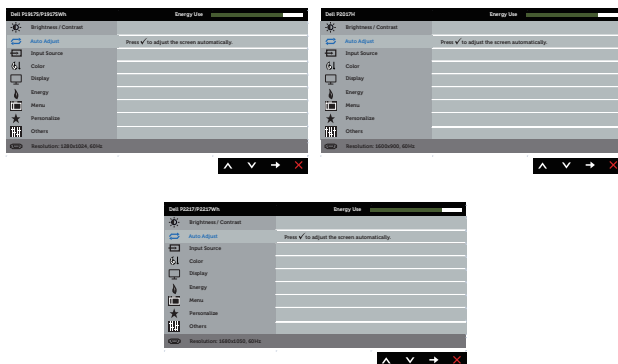 Dell P1917S/P1917SWh Energy Use
Brightness / Contrast
Auto Adjust Press ✓ to adjust the screen automatically.
Input Source
Color
Display
Energy
Menu
Personalize
Others
Resolution: 1280x1024, 60Hz
Dell P2017H Energy Use
Brightness / Contrast
Auto Adjust Press ✓ to adjust the screen automatically.
Input Source
Color
Display
Energy
Menu
Personalize
Others
Resolution: 1600x900, 60Hz
Dell P2217/P2217Wh Energy Use
Brightness / Contrast
Auto Adjust Press ✓ to adjust the screen automatically.
Input Source
Color
Display
Energy
Menu
Personalize
Others
Resolution: 1680x1050, 60Hz